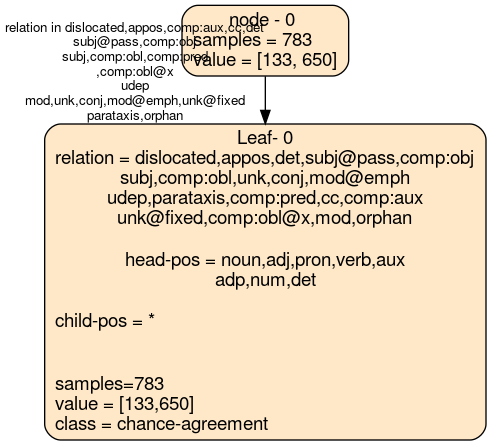 node - 0
samples = 783
value = [133, 650]
relation in dislocated,appos,comp:aux,cc,det
subj@pass,comp:obj
subj,comp:obl,comp:pred
,comp:obl@x
udep
mod,unk,conj,mod@emph,unk@fixed
parataxis,orphan
Leaf- 0
relation = dislocated,appos,det,subj@pass,comp:obj
subj,comp:obl,unk,conj,mod@emph
udep,parataxis,comp:pred,cc,comp:aux
unk@fixed,comp:obl@x,mod,orphan
head-pos = noun,adj,pron,verb,aux
adp,num,det
child-pos = *
samples=783
value = [133,650]
class = chance-agreement